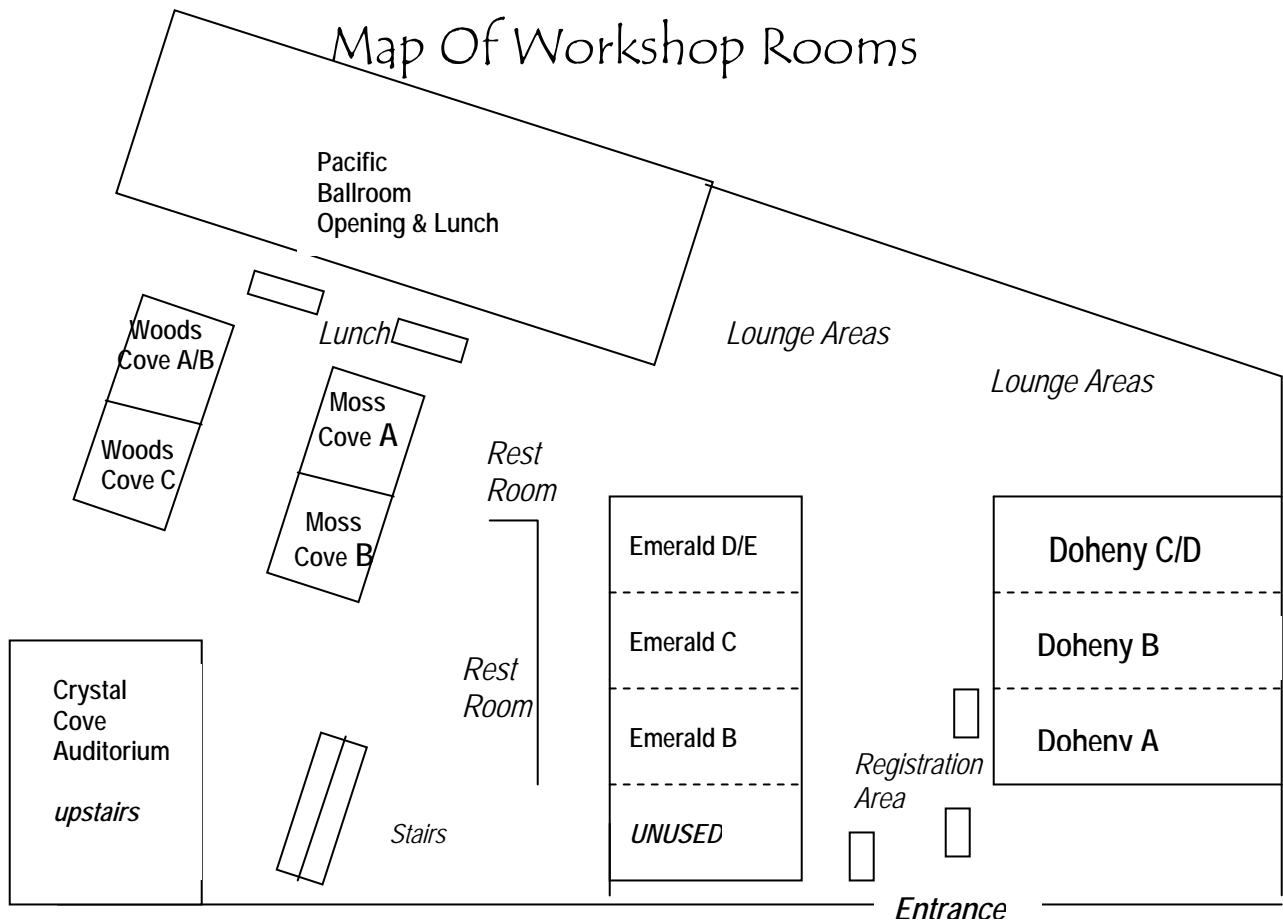 Map Of Workshop Rooms
Pacific
Ballroom
Opening & Lunch
Woods
Cove A/B
Woods
Cove C
Lunch
Moss
Cove A
Moss
Cove B
Lounge Areas
Lounge Areas
Rest
Room
Rest
Room
Emerald D/E
Emerald C
Emerald B
UNUSED
Doheny C/D
Doheny B
Doheny A
Registration
Area
Crystal
Cove
Auditorium
upstairs
Stairs
Entrance